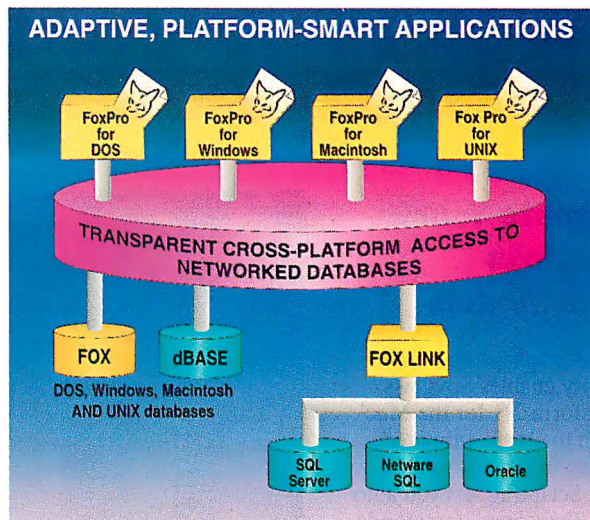 ADAPTIVE, PLATFORM-SMART APPLICATIONS
FoxPro
for
DOS
FoxPro
for
Windows
FoxPro
for
Macintosh
Fox Pro
for
UNIX
TRANSPARENT CROSS-PLATFORM ACCESS TO
NETWORKED DATABASES
FOX
dBASE
FOX LINK
DOS, Windows, Macintosh
AND UNIX databases
SQL
Server
Netware
SQL
Oracle